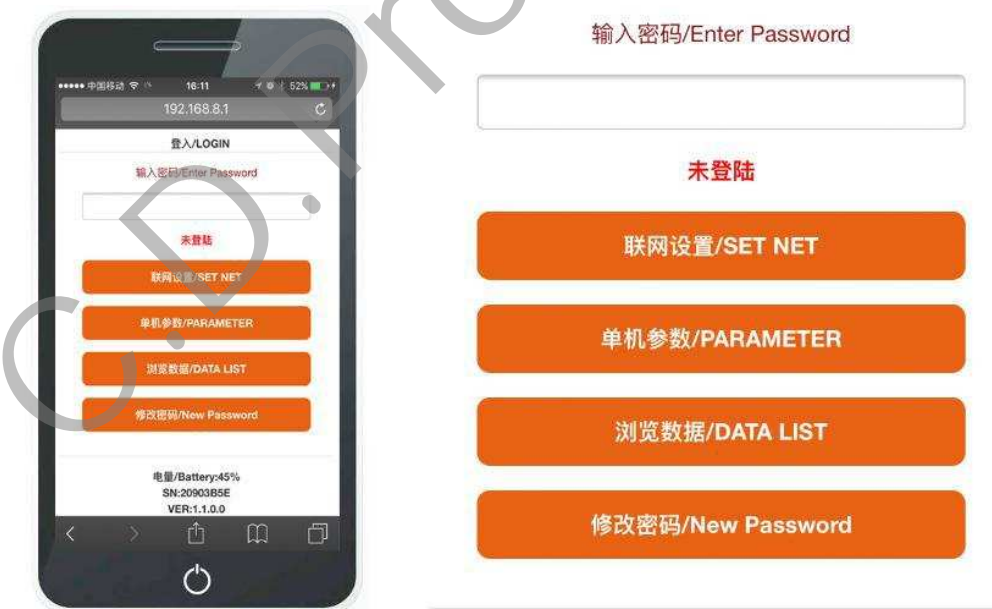 中国移动
16:11
52%
192.168.8.1
登入/LOGIN
输入密码/Enter Password
未登陆
联网设置/SET NET
单机参数/PARAMETER
浏览数据/DATA LIST
修改密码/New Password
电量/Battery:45%
SN:20903B5E
VER:1.1.0.0
输入密码/Enter Password
未登陆
联网设置/SET NET
单机参数/PARAMETER
浏览数据/DATA LIST
修改密码/New Password